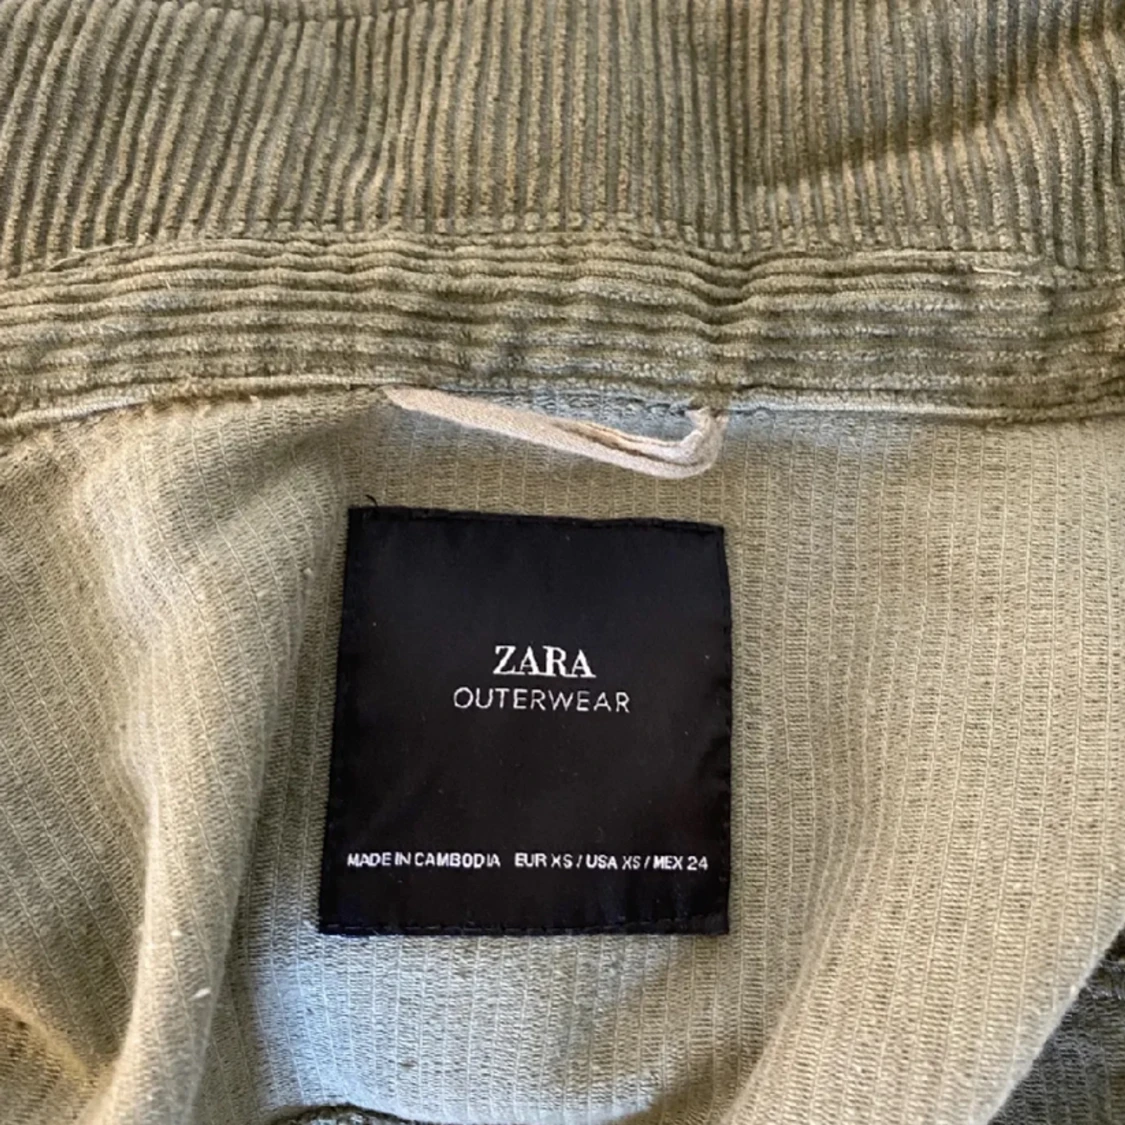 ZARA
OUTERWEAR
MADE IN CAMBODIA EUR XS / USA XS / MEX 24